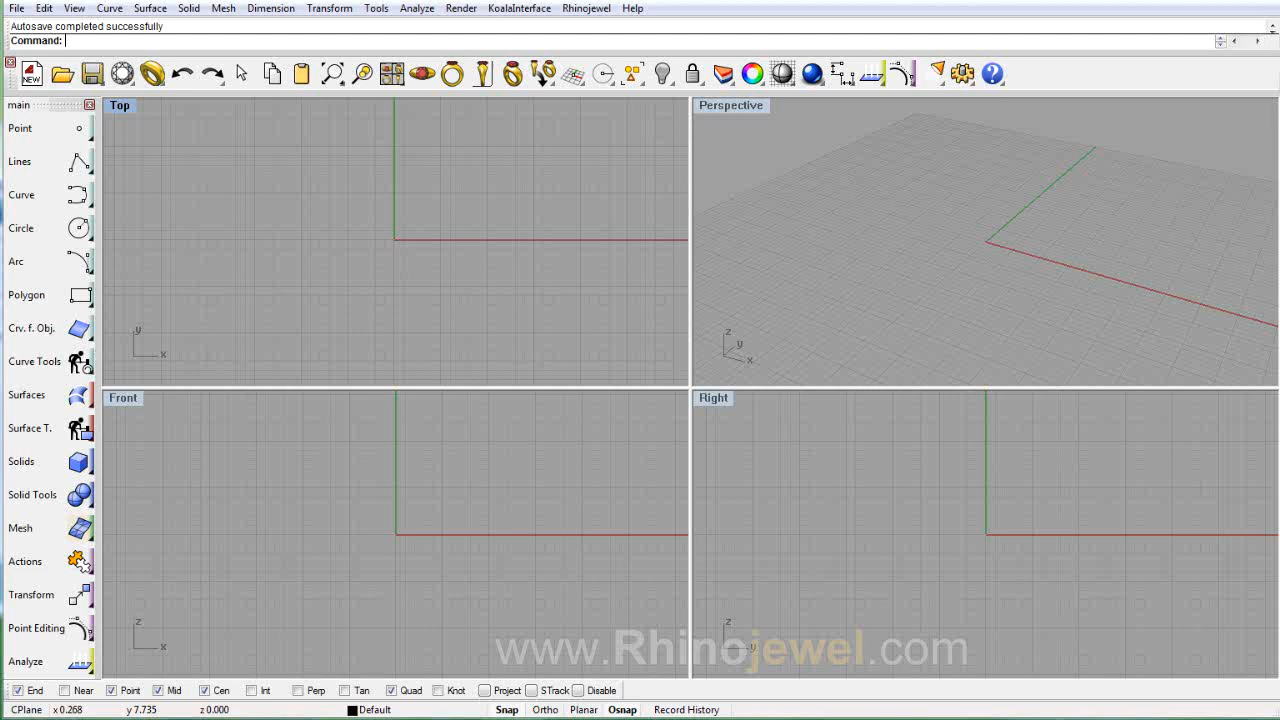 File Edit View Curve Surface Solid Mesh Dimension Transform Tools Analyze Render KoalaInterface Rhinojewel Help
Autosave completed successfully
Command:
NEW
main
Point
Lines
Curve
Circle
Arc
Polygon
Crv. f. Obj.
Curve Tools
Surfaces
Surface T.
Solids
Solid Tools
Mesh
Actions
Transform
Point Editing
Analyze
Top
y
x
Perspective
z
y
x
Front
z
x
Right
z
y
www.Rhinojewel.com
End Near Point Mid Cen Int Perp Tan Quad Knot Project STrack Disable
CPlane x 0.268 y 7.735 z 0.000 Default Snap Ortho Planar Osnap Record History